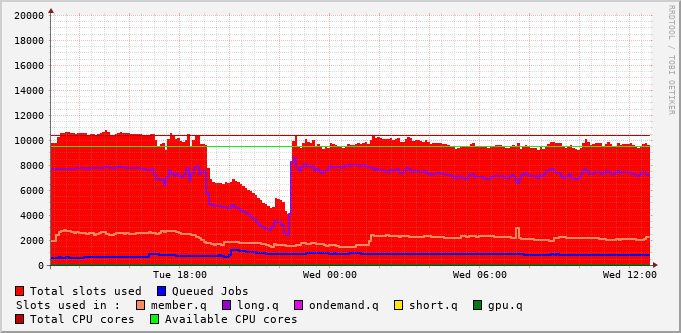 20000
18000
16000
14000
12000
10000
8000
6000
4000
2000
0
Tue 18:00 Wed 00:00 Wed 06:00 Wed 12:00
RRDTOOL / TOBI OETIKER
Total slots used Queued Jobs
Slots used in : member.q long.q ondemand.q short.q gpu.q
Total CPU cores Available CPU cores